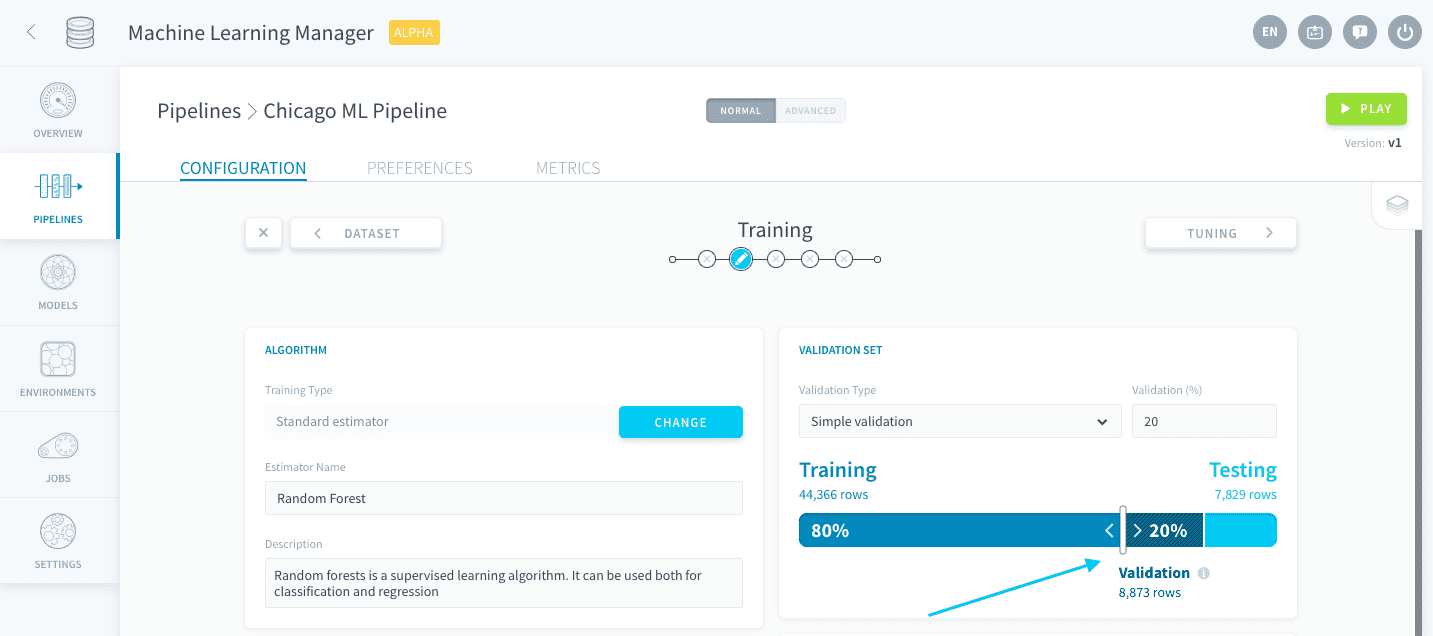 Machine Learning Manager ALPHA
EN
OVERVIEW
PIPELINES
MODELS
ENVIRONMENTS
JOBS
SETTINGS
Pipelines > Chicago ML Pipeline
NORMAL ADVANCED
PLAY
Version: v1
CONFIGURATION PREFERENCES METRICS
DATASET
Training
TUNING
ALGORITHM
Training Type
Standard estimator
CHANGE
Estimator Name
Random Forest
Description
Random forests is a supervised learning algorithm. It can be used both for
classification and regression
VALIDATION SET
Validation Type Validation (%)
Simple validation 20
Training Testing
44,366 rows 7,829 rows
80% 20%
Validation
8,873 rows